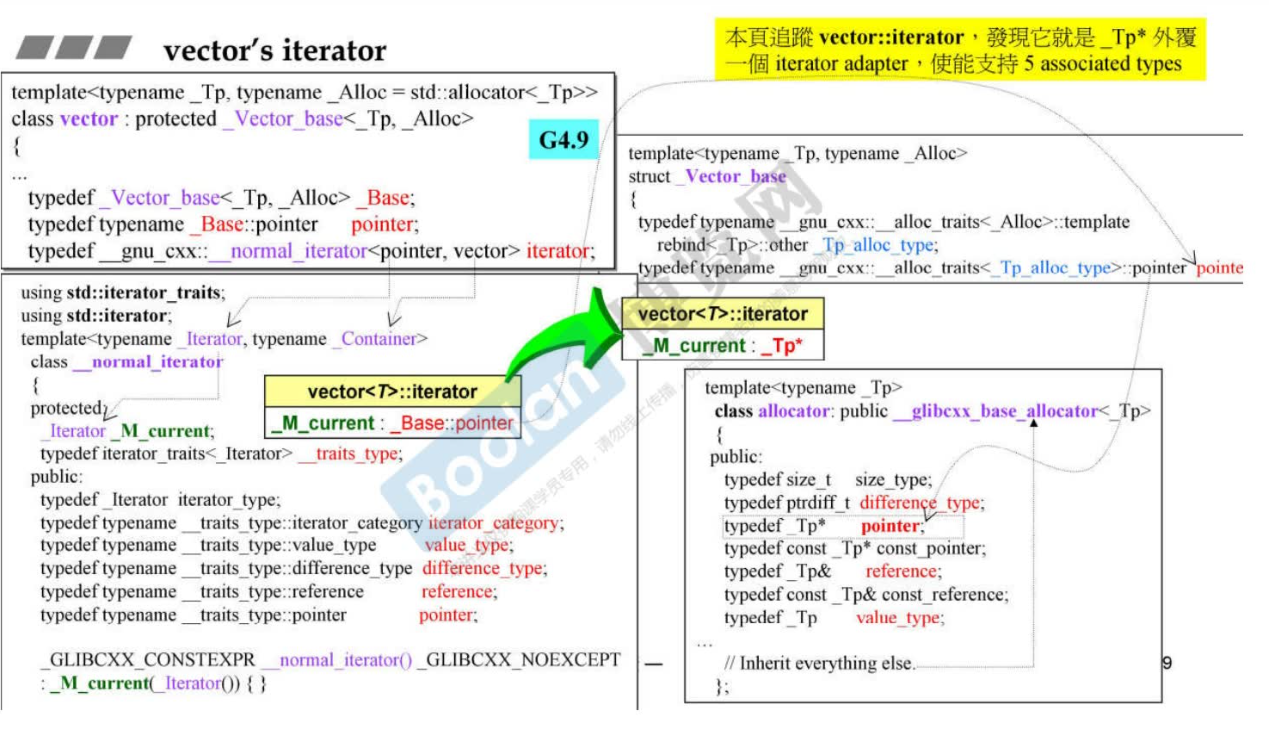 vector's iterator
本頁追蹤 vector::iterator,發現它就是 _Tp* 外覆
一個 iterator adapter,使能支持 5 associated types
template<typename _Tp, typename _Alloc = std::allocator<_Tp>>
class vector : protected _Vector_base<_Tp, _Alloc>
{
...
typedef _Vector_base<_Tp, _Alloc> _Base;
typedef typename _Base::pointer pointer;
typedef __gnu_cxx::__normal_iterator<pointer, vector> iterator;
G4.9
template<typename _Tp, typename _Alloc>
struct _Vector_base
{
typedef typename __gnu_cxx::__alloc_traits<_Alloc>::template
rebind<_Tp>::other _Tp_alloc_type;
typedef typename __gnu_cxx::__alloc_traits<_Tp_alloc_type>::pointer pointe
using std::iterator_traits;
using std::iterator;
template<typename _Iterator, typename _Container>
class __normal_iterator
{
protected:
_Iterator _M_current;
typedef iterator_traits<_Iterator> __traits_type;
public:
typedef _Iterator iterator_type;
typedef typename __traits_type::iterator_category iterator_category;
typedef typename __traits_type::value_type value_type;
typedef typename __traits_type::difference_type difference_type;
typedef typename __traits_type::reference reference;
typedef typename __traits_type::pointer pointer;
_GLIBCXX_CONSTEXPR __normal_iterator() _GLIBCXX_NOEXCEPT
: _M_current(_Iterator()) { }
vector<T>::iterator
_M_current : _Base::pointer
vector<T>::iterator
_M_current : _Tp*
template<typename _Tp>
class allocator: public __glibcxx_base_allocator<_Tp>
{
public:
typedef size_t size_type;
typedef ptrdiff_t difference_type;
typedef _Tp* pointer;
typedef const _Tp* const_pointer;
typedef _Tp& reference;
typedef const _Tp& const_reference;
typedef _Tp value_type;
...
// Inherit everything else.
};
—
9
Boolan 博览网